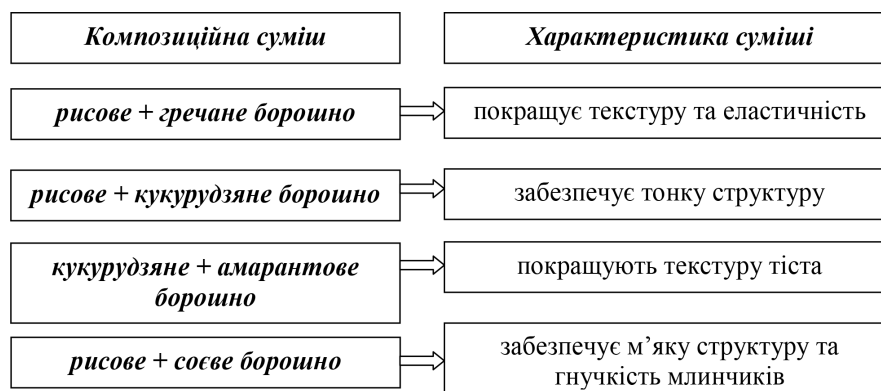 Композиційна суміш
Характеристика суміші
рисове + гречане борошно
покращує текстуру та еластичність
рисове + кукурудзяне борошно
забезпечує тонку структуру
кукурудзяне + амарантове
борошно
покращують текстуру тіста
рисове + соєве борошно
забезпечує м’яку структуру та
гнучкість млинчиків